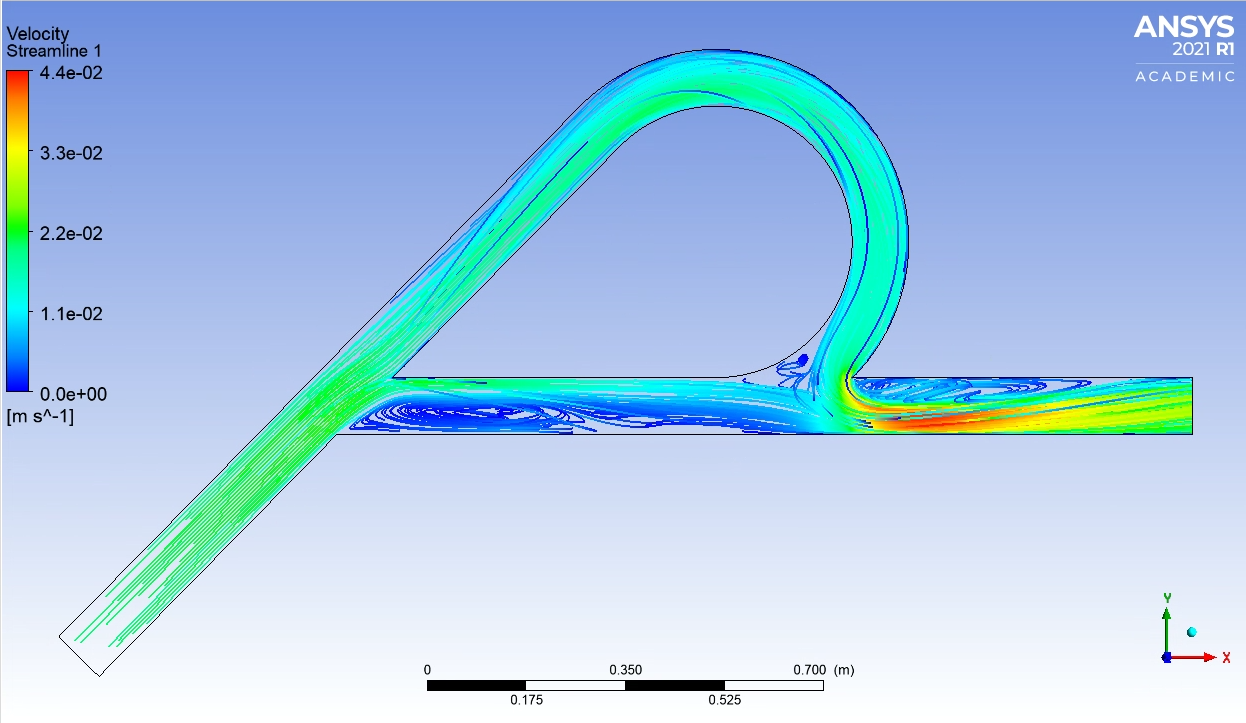 Velocity
Streamline 1
4.4e-02
3.3e-02
2.2e-02
1.1e-02
0.0e+00
[m s^-1]
ANSYS
2021 R1
ACADEMIC
0 0.350 0.700 (m)
0.175 0.525
Y
X